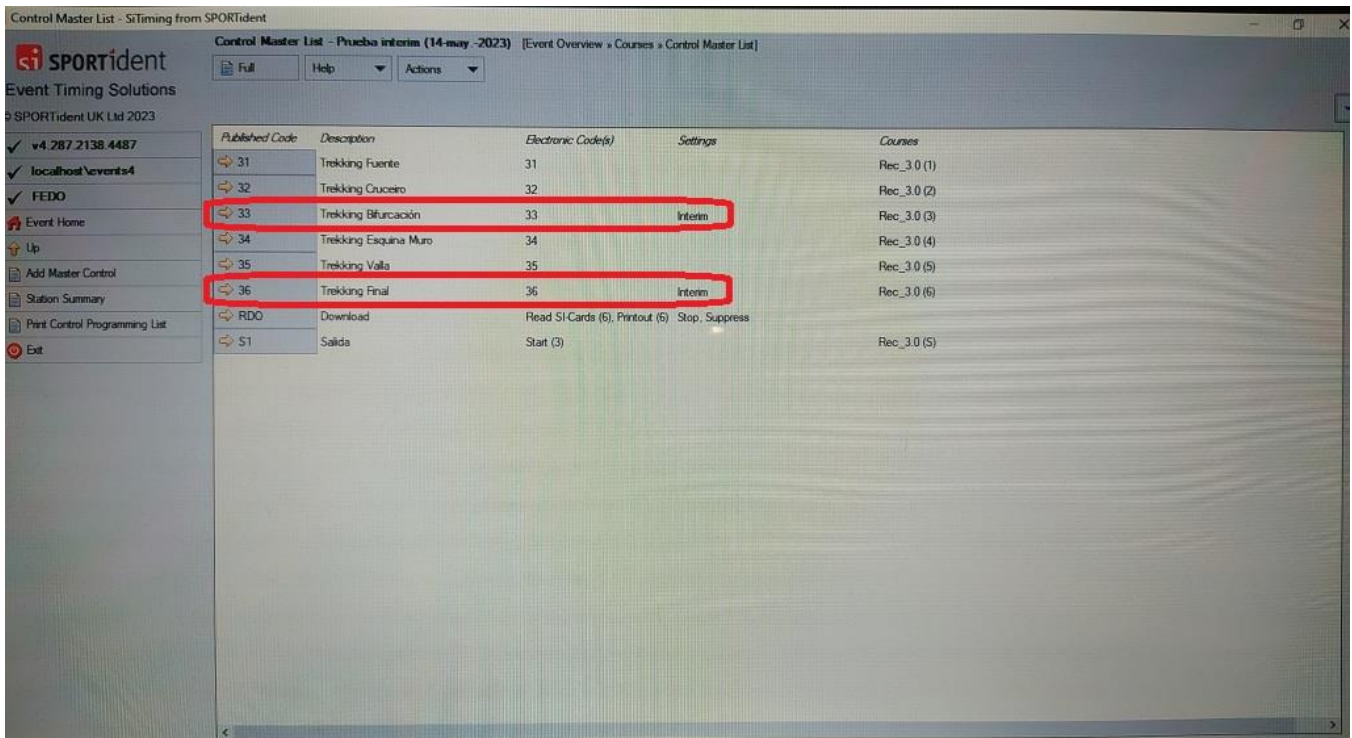 Control Master List - SiTiming from SPORTident
si SPORTident
Event Timing Solutions
© SPORTident UK Ltd 2023
v4.287.2138.4487
localhost\events4
FEDO
Event Home
Up
Add Master Control
Station Summary
Print Control Programming List
Exit
Control Master List - Prueba interim (14-may.-2023) [Event Overview » Courses » Control Master List]
Full Help Actions
Published Code Description Electronic Code(s) Settings Courses
31 Trekking Fuente 31 Rec_3.0 (1)
32 Trekking Cruceiro 32 Rec_3.0 (2)
33 Trekking Bifurcación 33 Interim Rec_3.0 (3)
34 Trekking Esquina Muro 34 Rec_3.0 (4)
35 Trekking Valla 35 Rec_3.0 (5)
36 Trekking Final 36 Interim Rec_3.0 (6)
RDO Download Read SI-Cards (6), Printout (6) Stop, Suppress
S1 Salida Start (3) Rec_3.0 (S)